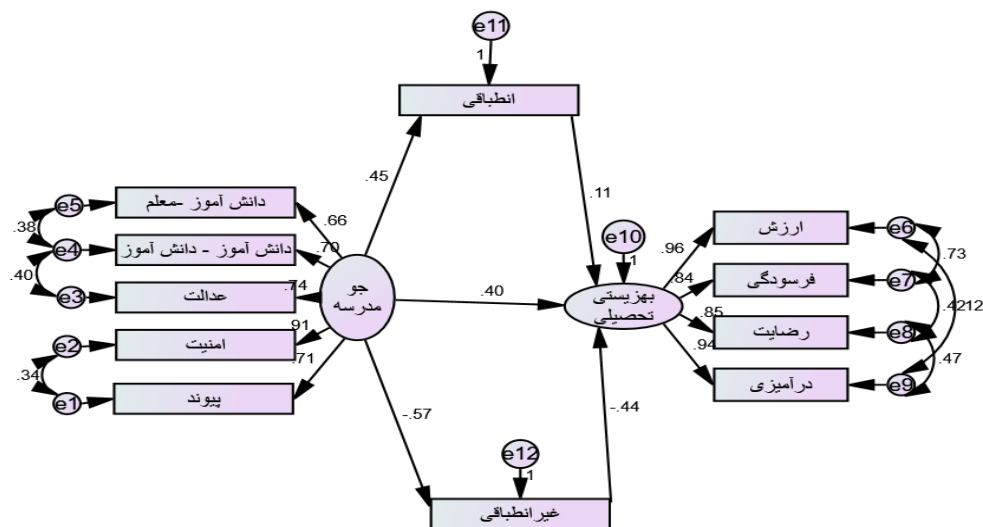 e11
1
انطباقی
.45
.11
e5
دانش آموز -معلم
.66
.38
e4
دانش آموز - دانش آموز
.70
.40
e3
عدالت
.74
جو
مدرسه
e2
امنیت
.91
.34
e1
پیوند
.71
.40
e10
1
بهزیستی
تحصیلی
.96
ارزش
e6
.73
.84
فرسودگی
e7
.4212
.85
رضایت
e8
.47
.94
درآمیزی
e9
-.57
-.44
e12
1
غیرانطباقی